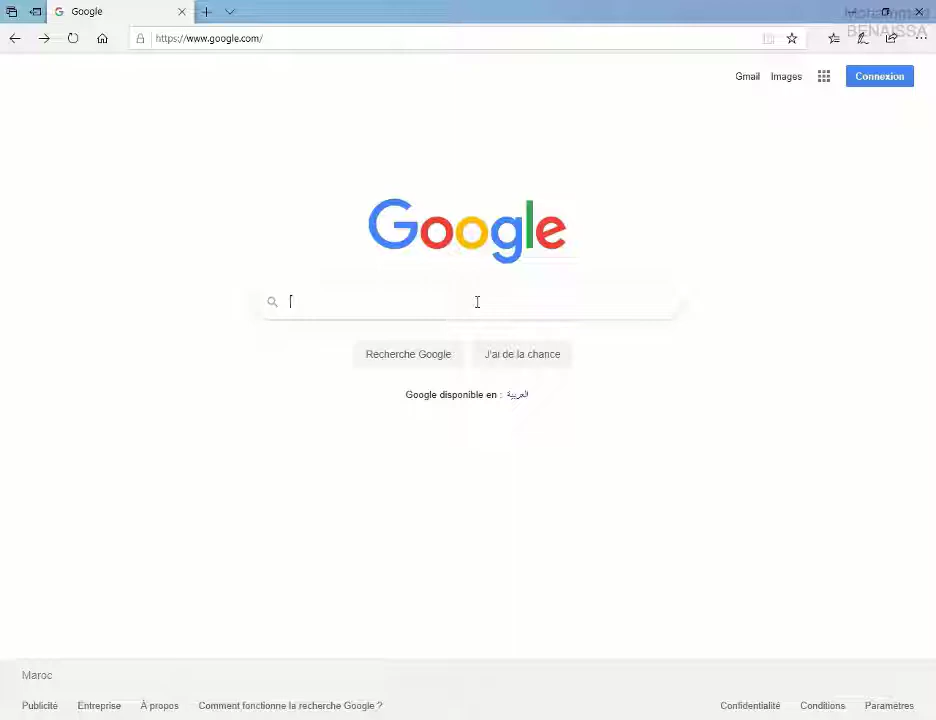 Google
Mohammed
BENAISSA
https://www.google.com/
Gmail Images Connexion
Google
Recherche Google J'ai de la chance
Google disponible en : العربية
Maroc
Publicité Entreprise À propos Comment fonctionne la recherche Google ? Confidentialité Conditions Paramètres